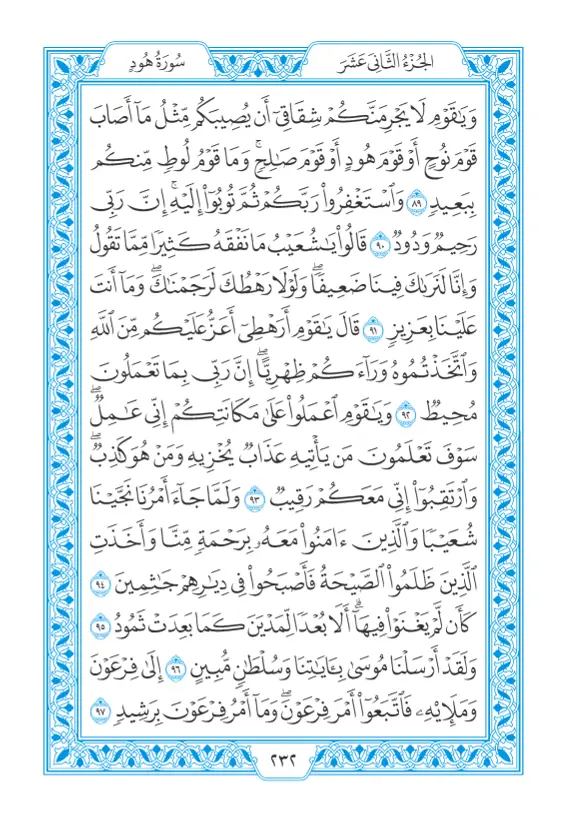 الجُزْءُ الثَّانِي عَشَرَ
سُورَةُ هُودٍ
وَيَٰقَوْمِ لَا يَجْرِمَنَّكُمْ شِقَاقِىٓ أَن يُصِيبَكُم مِّثْلُ مَآ أَصَابَ
قَوْمَ نُوحٍ أَوْ قَوْمَ هُودٍ أَوْ قَوْمَ صَٰلِحٍۚ وَمَا قَوْمُ لُوطٍ مِّنكُم
بِبَعِيدٍ ٨٩ وَٱسْتَغْفِرُوا۟ رَبَّكُمْ ثُمَّ تُوبُوٓا۟ إِلَيْهِۚ إِنَّ رَبِّى
رَحِيمٌ وَدُودٌ ٩٠ قَالُوا۟ يَٰشُعَيْبُ مَا نَفْقَهُ كَثِيرًا مِّمَّا تَقُولُ
وَإِنَّا لَنَرَىٰكَ فِينَا ضَعِيفًاۖ وَلَوْلَا رَهْطُكَ لَرَجَمْنَٰكَۖ وَمَآ أَنتَ
عَلَيْنَا بِعَزِيزٍ ٩١ قَالَ يَٰقَوْمِ أَرَهْطِىٓ أَعَزُّ عَلَيْكُم مِّنَ ٱللَّهِ
وَٱتَّخَذْتُمُوهُ وَرَآءَكُمْ ظِهْرِيًّاۖ إِنَّ رَبِّى بِمَا تَعْمَلُونَ
مُحِيطٌ ٩٢ وَيَٰقَوْمِ ٱعْمَلُوا۟ عَلَىٰ مَكَانَتِكُمْ إِنِّى عَٰمِلٌۖ
سَوْفَ تَعْلَمُونَ مَن يَأْتِيهِ عَذَابٌ يُخْزِيهِ وَمَنْ هُوَ كَٰذِبٌۖ
وَٱرْتَقِبُوٓا۟ إِنِّى مَعَكُمْ رَقِيبٌ ٩٣ وَلَمَّا جَآءَ أَمْرُنَا نَجَّيْنَا
شُعَيْبًا وَٱلَّذِينَ ءَامَنُوا۟ مَعَهُۥ بِرَحْمَةٍ مِّنَّا وَأَخَذَتِ
ٱلَّذِينَ ظَلَمُوا۟ ٱلصَّيْحَةُ فَأَصْبَحُوا۟ فِى دِيَٰرِهِمْ جَٰثِمِينَ ٩٤
كَأَن لَّمْ يَغْنَوْا۟ فِيهَآۗ أَلَا بُعْدًا لِّمَدْيَنَ كَمَا بَعِدَتْ ثَمُودُ ٩٥
وَلَقَدْ أَرْسَلْنَا مُوسَىٰ بِـَٔايَٰتِنَا وَسُلْطَٰنٍ مُّبِينٍ ٩٦ إِلَىٰ فِرْعَوْنَ
وَمَلَإِي۟هِۦ فَٱتَّبَعُوٓا۟ أَمْرَ فِرْعَوْنَۖ وَمَآ أَمْرُ فِرْعَوْنَ بِرَشِيدٍ ٩٧
٢٣٢